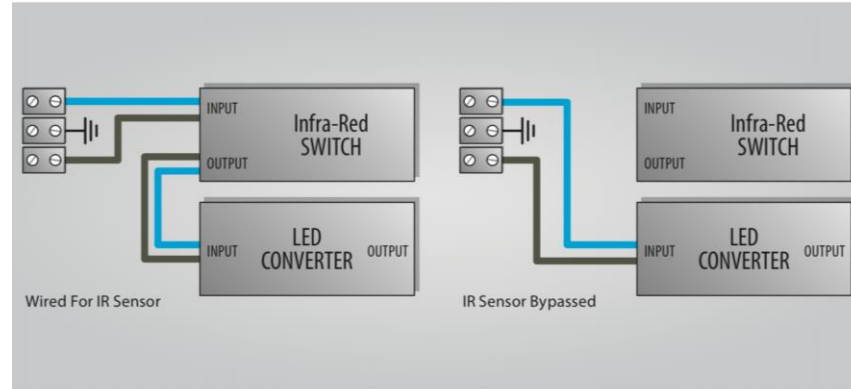 INPUT
Infra-Red
SWITCH
OUTPUT
INPUT
LED
CONVERTER
OUTPUT
Wired For IR Sensor
INPUT
Infra-Red
SWITCH
OUTPUT
INPUT
LED
CONVERTER
OUTPUT
IR Sensor Bypassed